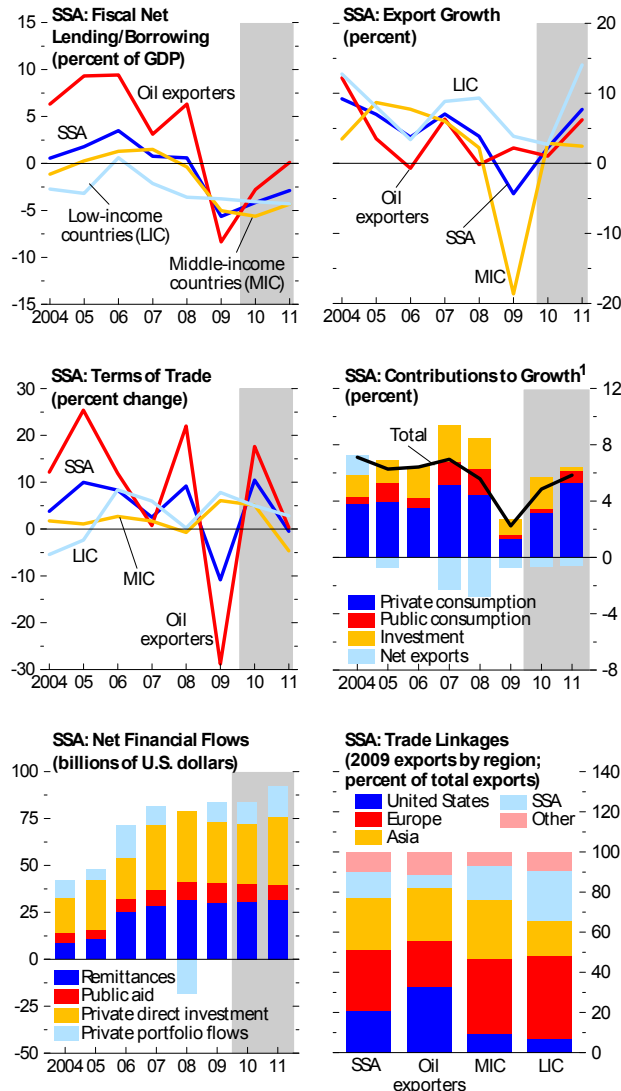 SSA: Fiscal Net
Lending/Borrowing
(percent of GDP)
15
10
5
0
-5
-10
-15
Oil exporters
SSA
Low-income
countries (LIC)
Middle-income
countries (MIC)
2004 05 06 07 08 09 10 11
SSA: Export Growth
(percent)
20
10
0
-10
-20
LIC
Oil
exporters
SSA
MIC
2004 05 06 07 08 09 10 11
SSA: Terms of Trade
(percent change)
30
20
10
0
-10
-20
-30
SSA
LIC
MIC
Oil
exporters
2004 05 06 07 08 09 10 11
SSA: Contributions to Growth1
(percent)
12
8
4
0
-4
-8
Total
Private consumption
Public consumption
Investment
Net exports
2004 05 06 07 08 09 10 11
SSA: Net Financial Flows
(billions of U.S. dollars)
100
75
50
25
0
-25
-50
Remittances
Public aid
Private direct investment
Private portfolio flows
2004 05 06 07 08 09 10 11
SSA: Trade Linkages
(2009 exports by region;
percent of total exports)
United States
Europe
Asia
SSA
Other
140
120
100
80
60
40
20
0
SSA Oil MIC LIC
exporters